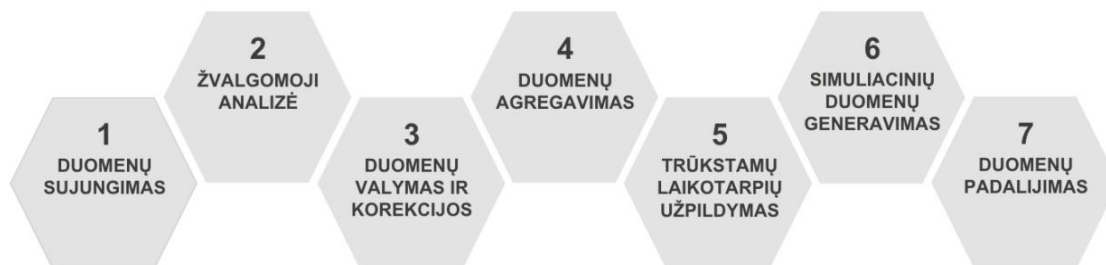 1
DUOMENŲ
SUJUNGIMAS
2
ŽVALGOMOJI
ANALIZĖ
3
DUOMENŲ
VALYMAS IR
KOREKCIJOS
4
DUOMENŲ
AGREGAVIMAS
5
TRŪKSTAMŲ
LAIKOTARPIŲ
UŽPILDYMAS
6
SIMULIACINIŲ
DUOMENŲ
GENERAVIMAS
7
DUOMENŲ
PADALIJIMAS